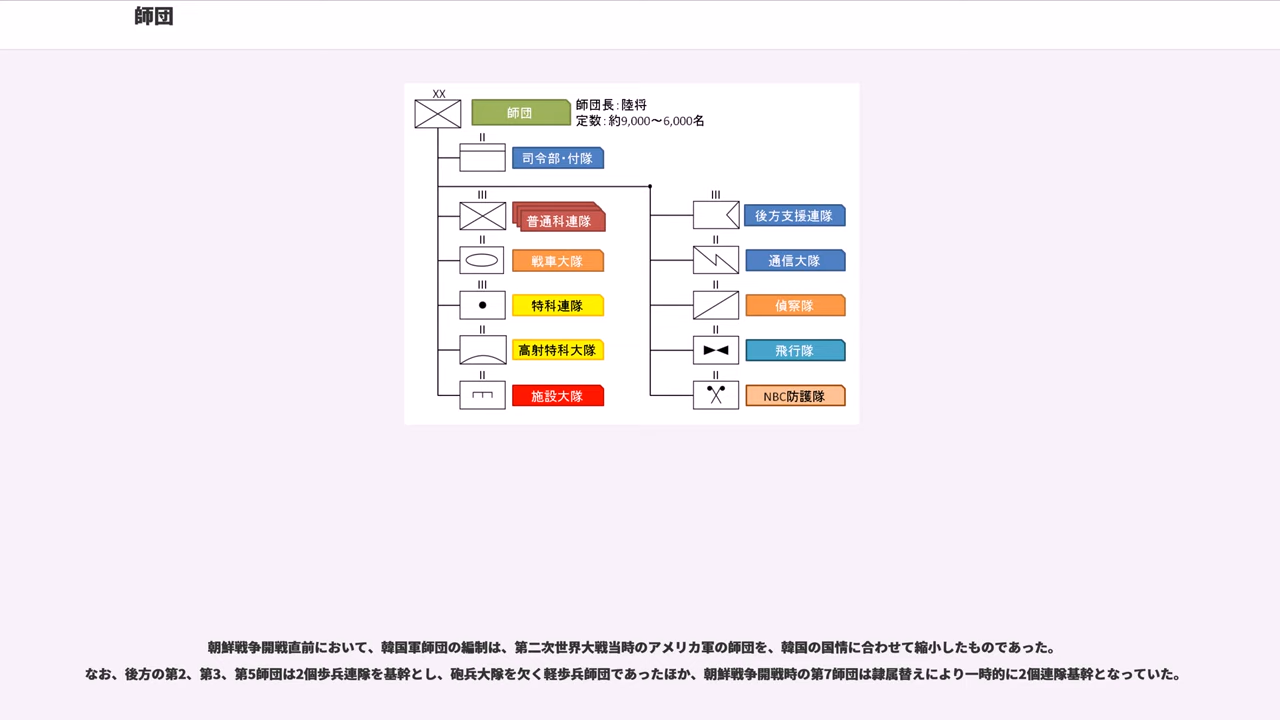 師団
XX
師団
師団長：陸将
定数：約9,000～6,000名
II
司令部・付隊
III
普通科連隊
II
戦車大隊
III
特科連隊
II
高射特科大隊
II
施設大隊
III
後方支援連隊
II
通信大隊
II
偵察隊
II
飛行隊
II
NBC防護隊
朝鮮戦争開戦直前において、韓国軍師団の編制は、第二次世界大戦当時のアメリカ軍の師団を、韓国の国情に合わせて縮小したものであった。
なお、後方の第2、第3、第5師団は2個歩兵連隊を基幹とし、砲兵大隊を欠く軽歩兵師団であったほか、朝鮮戦争開戦時の第7師団は隷属替えにより一時的に2個連隊基幹となっていた。